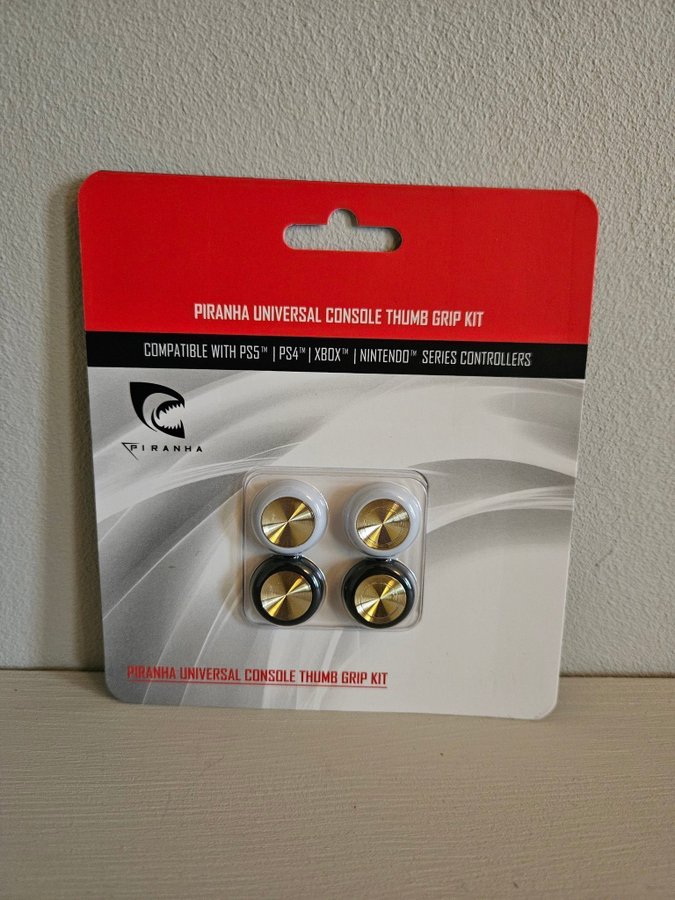 PIRANHA UNIVERSAL CONSOLE THUMB GRIP KIT
COMPATIBLE WITH PS5™ | PS4™ | XBOX™ | NINTENDO™ SERIES CONTROLLERS
PIRANHA
PIRANHA UNIVERSAL CONSOLE THUMB GRIP KIT